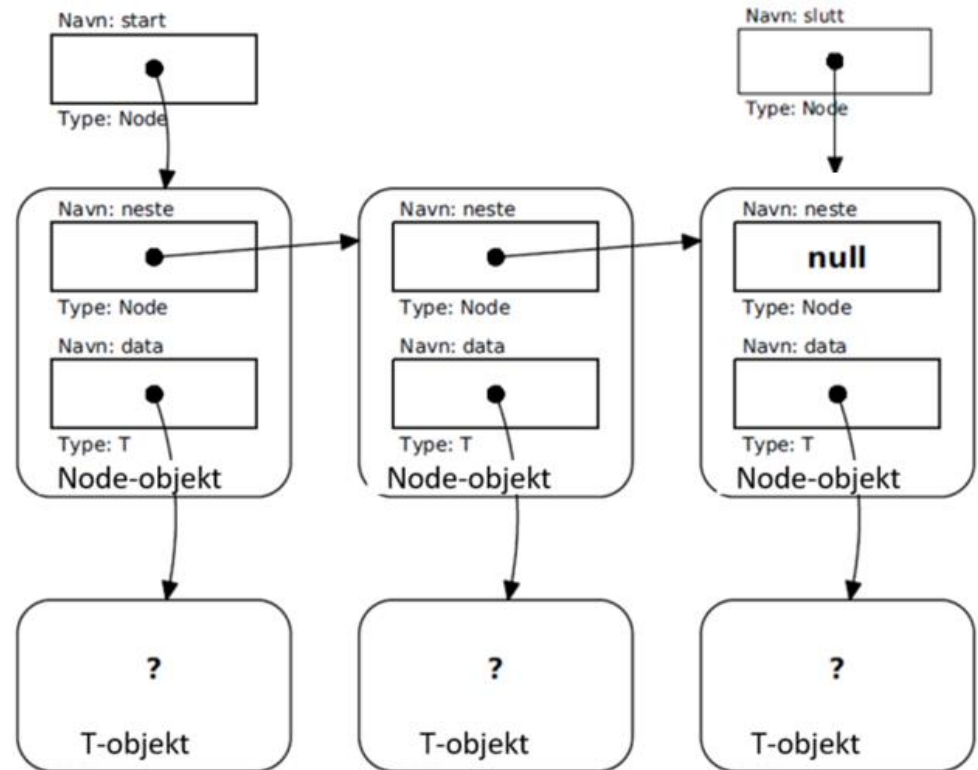 Navn: start
Navn: slutt
Type: Node
Type: Node
Navn: neste
Navn: neste
Navn: neste
null
Type: Node
Type: Node
Type: Node
Navn: data
Navn: data
Navn: data
Type: T
Type: T
Type: T
Node-objekt
Node-objekt
Node-objekt
?
?
?
T-objekt
T-objekt
T-objekt